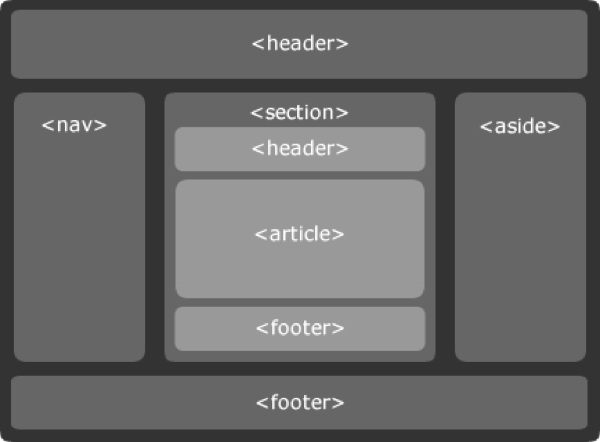 <header>
<nav>
<section>
<header>
<article>
<footer>
<aside>
<footer>